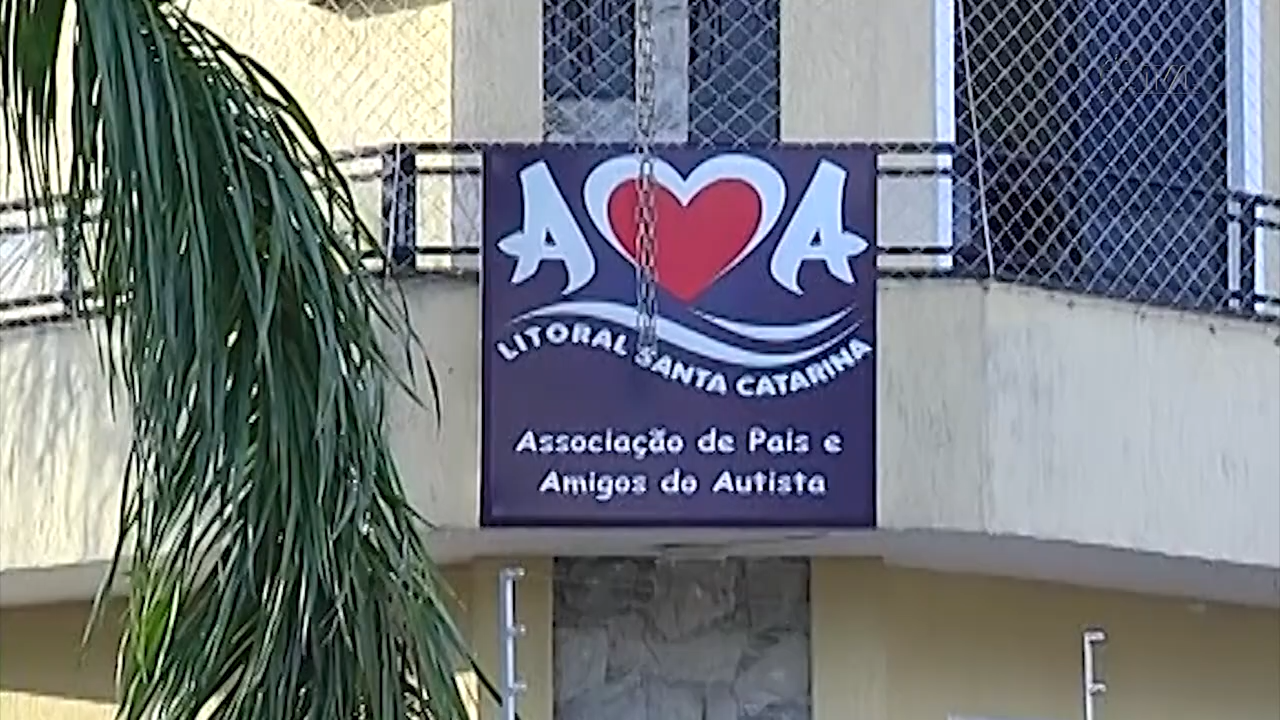 AMA
LITORAL SANTA CATARINA
Associação de Pais e
Amigos do Autista